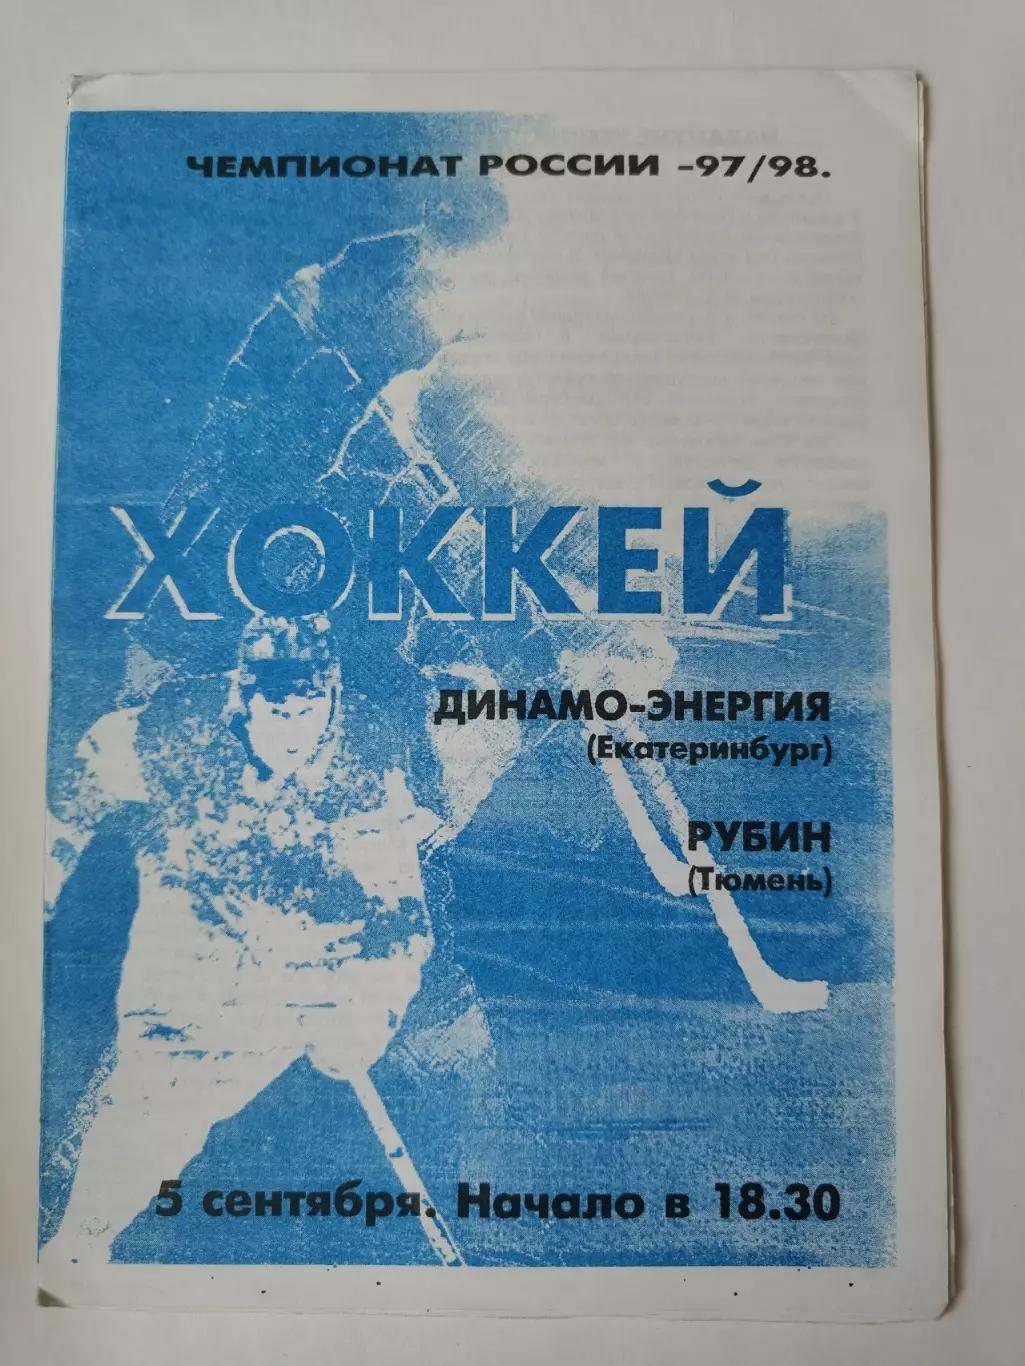 ЧЕМПИОНАТ РОССИИ -97/98.
ХОККЕЙ
ДИНАМО-ЭНЕРГИЯ
(Екатеринбург)
РУБИН
(Тюмень)
5 сентября. Начало в 18.30